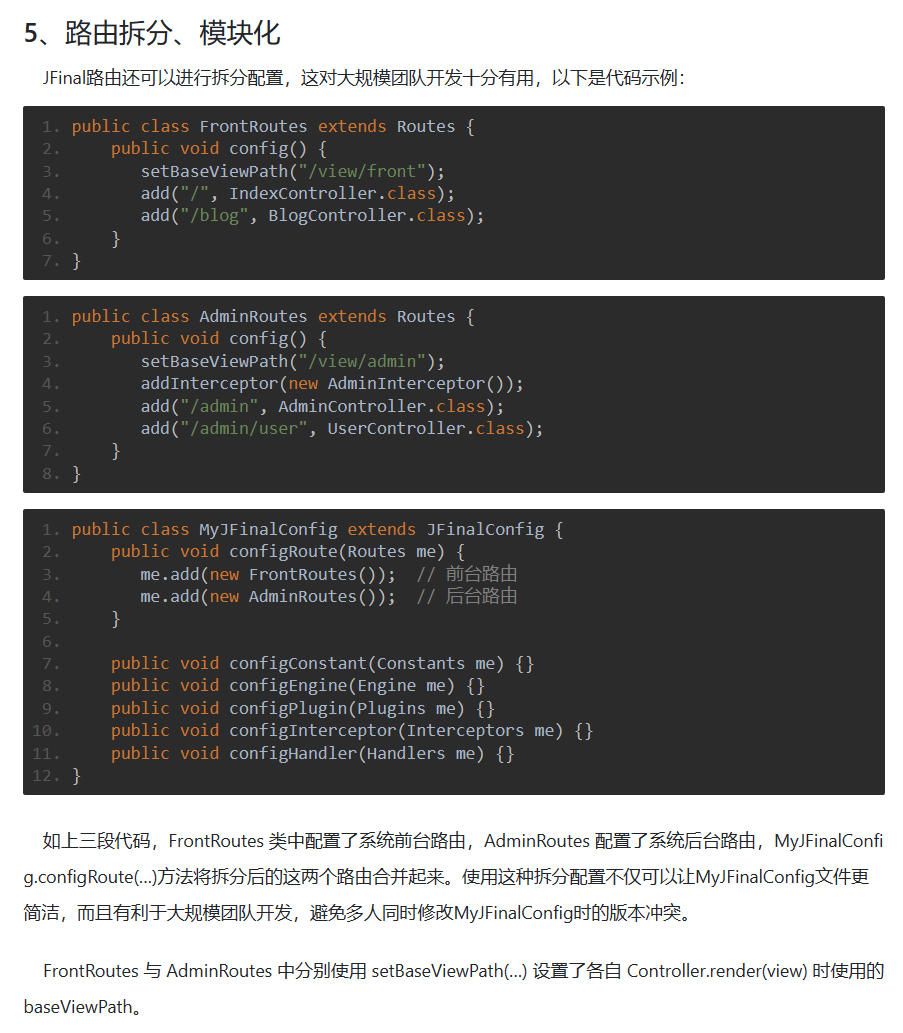 5、路由拆分、模块化
JFinal路由还可以进行拆分配置，这对大规模团队开发十分有用，以下是代码示例：
1. public class FrontRoutes extends Routes {
2.     public void config() {
3.        setBaseViewPath("/view/front");
4.        add("/", IndexController.class);
5.        add("/blog", BlogController.class);
6.     }
7. }
1. public class AdminRoutes extends Routes {
2.     public void config() {
3.        setBaseViewPath("/view/admin");
4.        addInterceptor(new AdminInterceptor());
5.        add("/admin", AdminController.class);
6.        add("/admin/user", UserController.class);
7.     }
8. }
1. public class MyJFinalConfig extends JFinalConfig {
2.     public void configRoute(Routes me) {
3.        me.add(new FrontRoutes());  // 前台路由
4.        me.add(new AdminRoutes());  // 后台路由
5.     }
6.
7.     public void configConstant(Constants me) {}
8.     public void configEngine(Engine me) {}
9.     public void configPlugin(Plugins me) {}
10.     public void configInterceptor(Interceptors me) {}
11.     public void configHandler(Handlers me) {}
12. }
如上三段代码，FrontRoutes 类中配置了系统前台路由，AdminRoutes 配置了系统后台路由，MyJFinalConfi
g.configRoute(…)方法将拆分后的这两个路由合并起来。使用这种拆分配置不仅可以让MyJFinalConfig文件更
简洁，而且有利于大规模团队开发，避免多人同时修改MyJFinalConfig时的版本冲突。
FrontRoutes 与 AdminRoutes 中分别使用 setBaseViewPath(…) 设置了各自 Controller.render(view) 时使用的
baseViewPath。